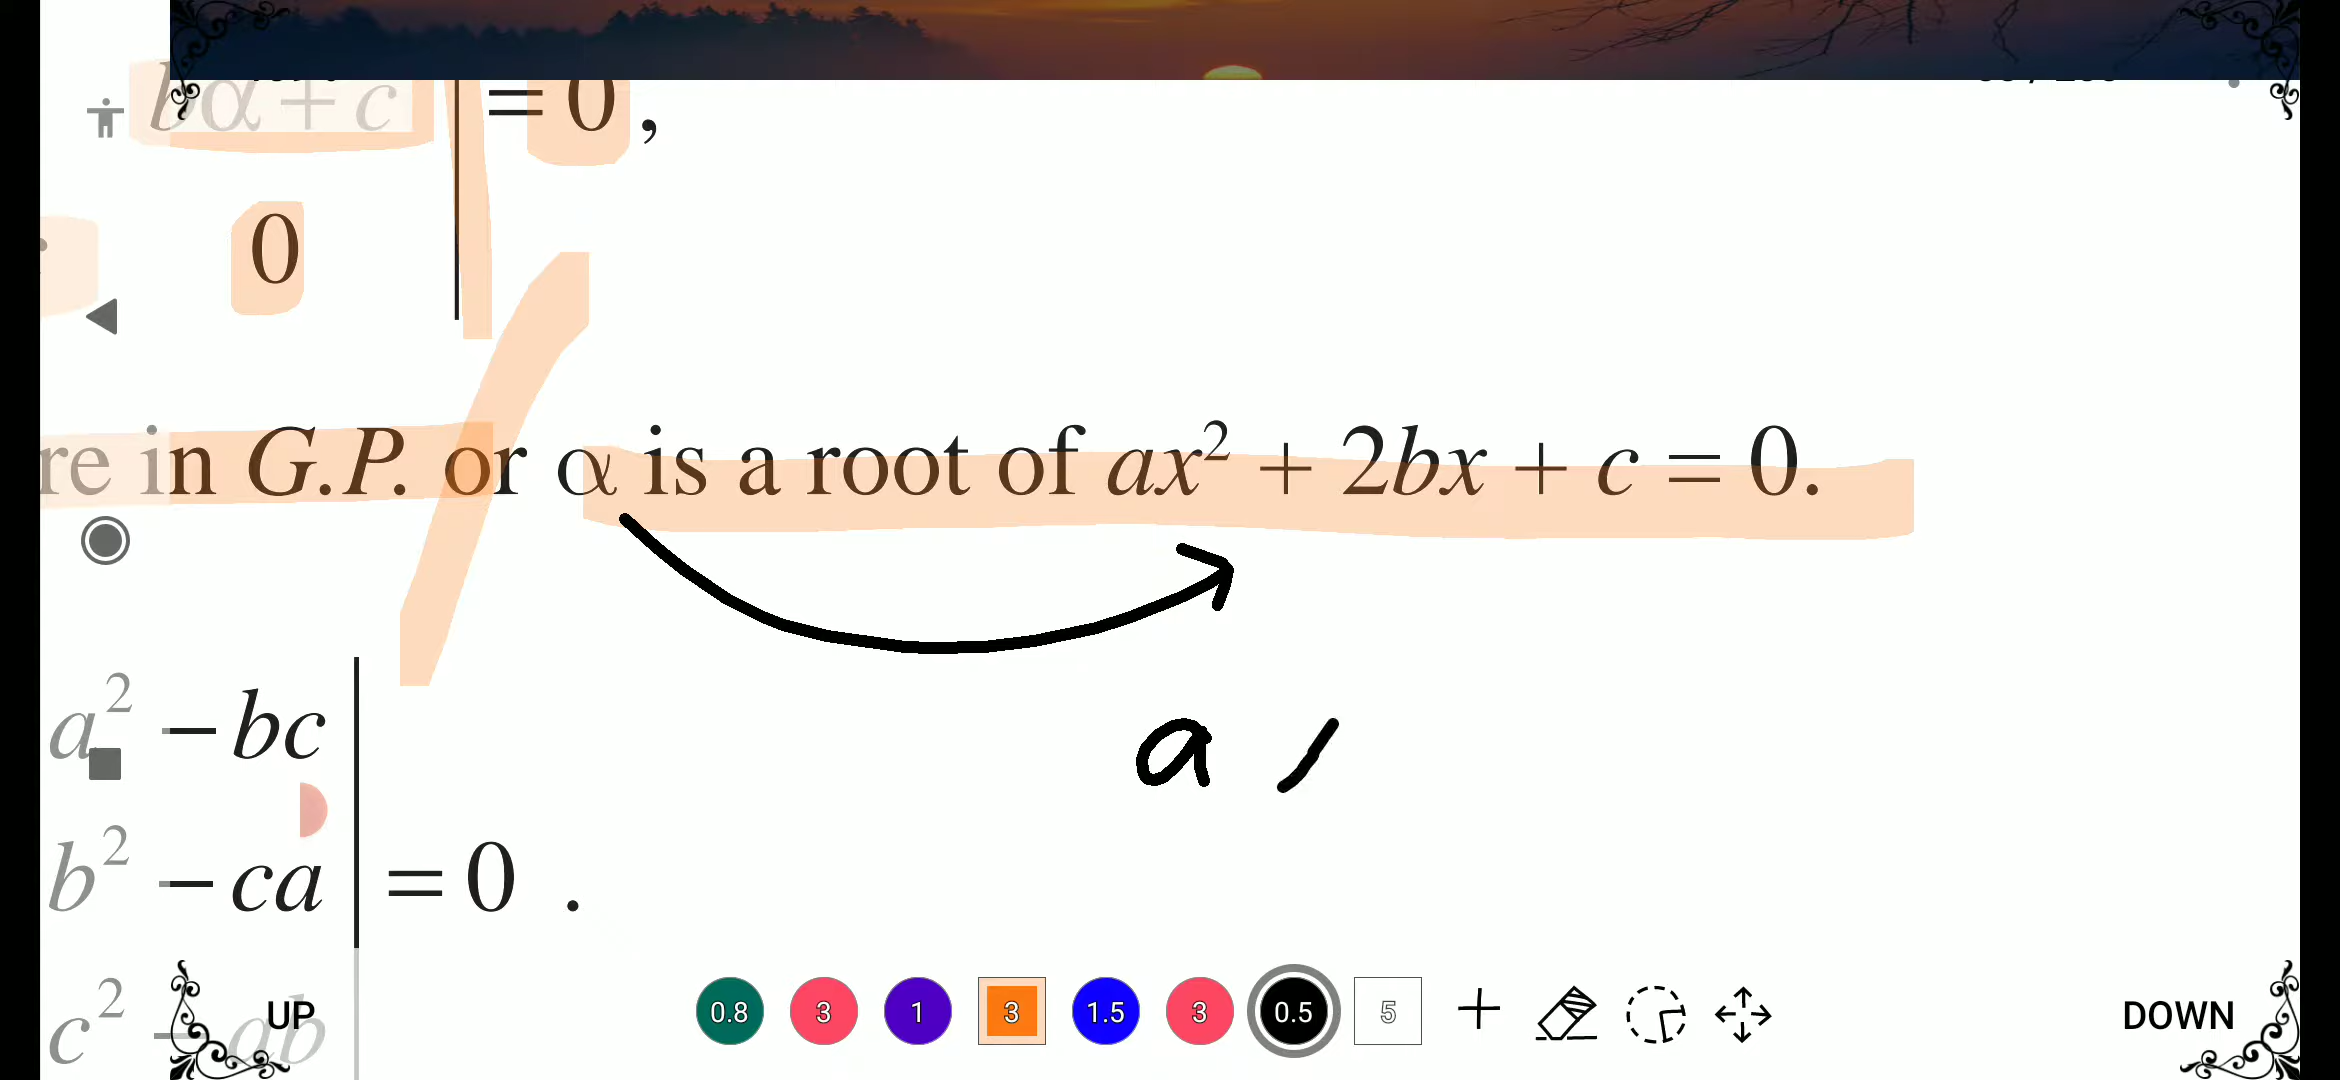 bα + c = 0,
0
re in G.P. or α is a root of ax² + 2bx + c = 0.
a ,
a² − bc
b² − ca = 0 .
c² − ab
UP 0.8 3 1 3 1.5 3 0.5 5 DOWN